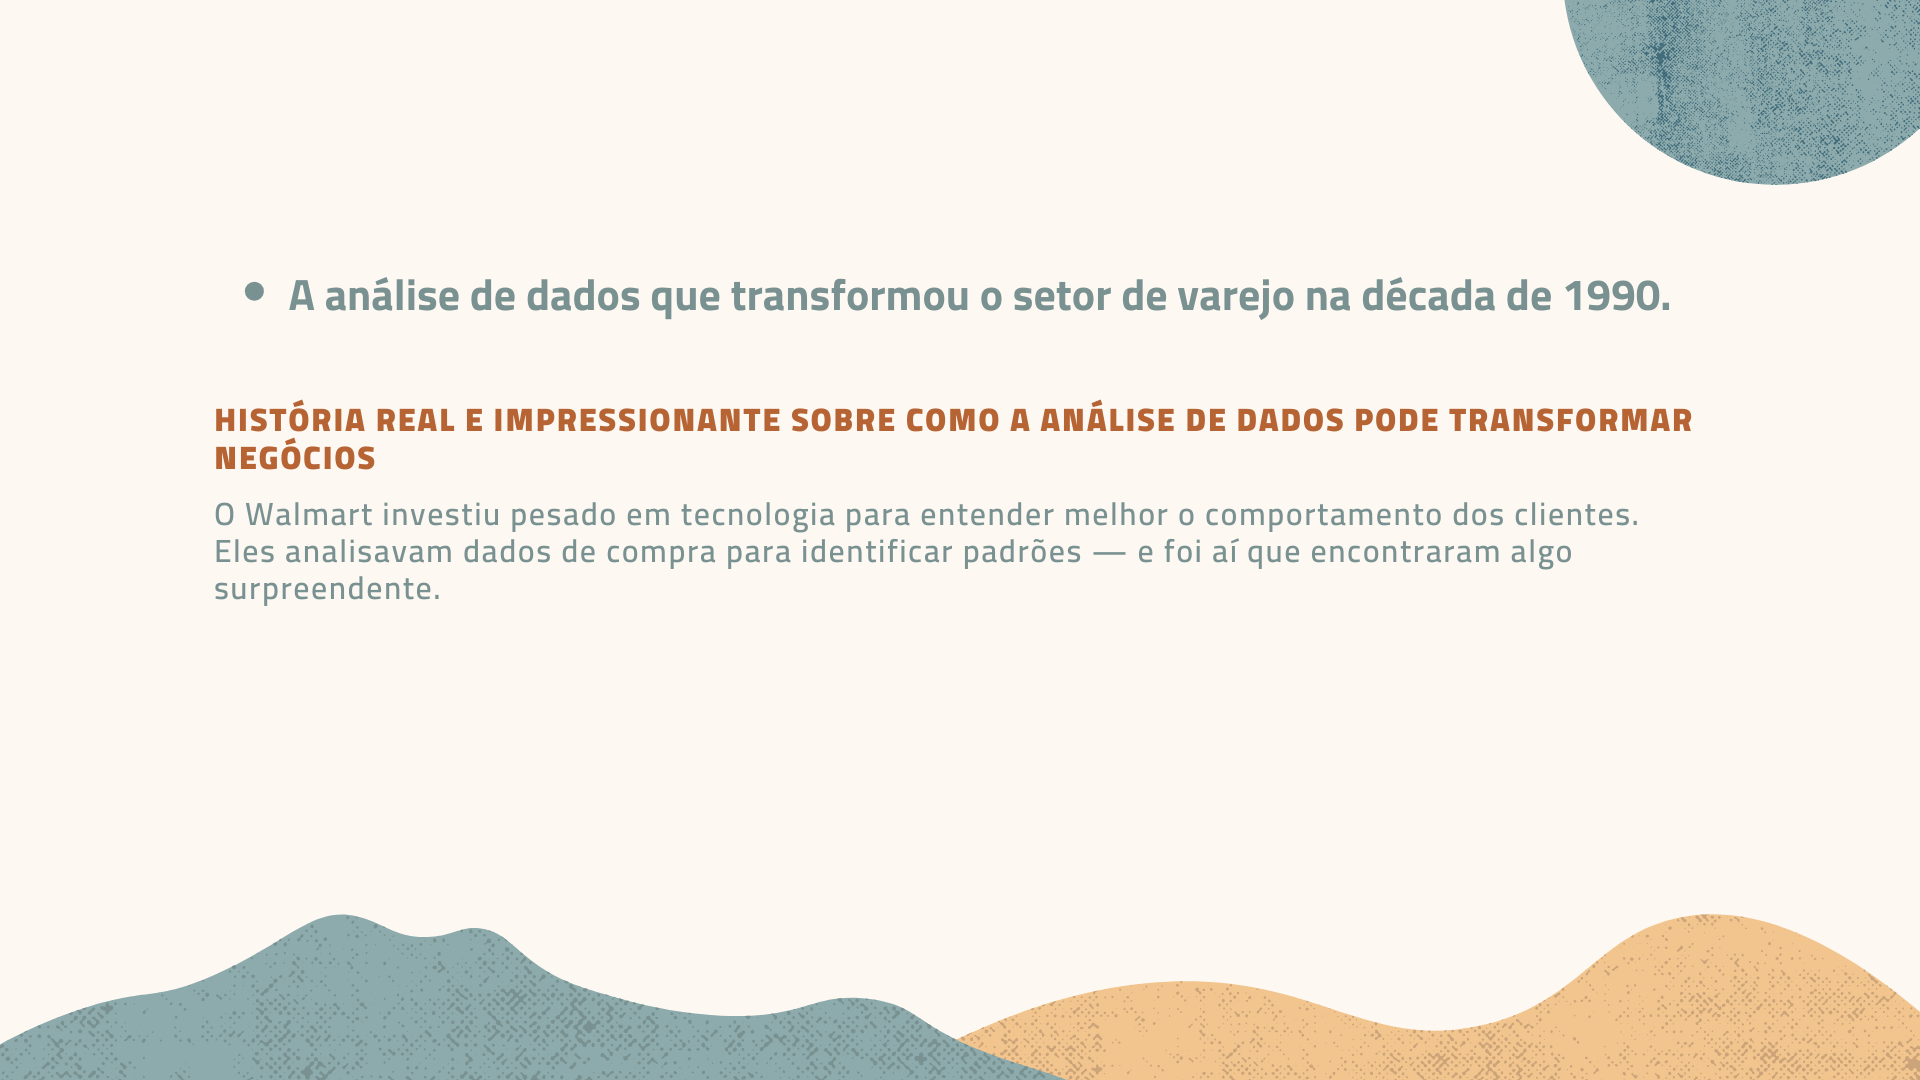 • A análise de dados que transformou o setor de varejo na década de 1990.
HISTÓRIA REAL E IMPRESSIONANTE SOBRE COMO A ANÁLISE DE DADOS PODE TRANSFORMAR
NEGÓCIOS
O Walmart investiu pesado em tecnologia para entender melhor o comportamento dos clientes.
Eles analisavam dados de compra para identificar padrões — e foi aí que encontraram algo
surpreendente.